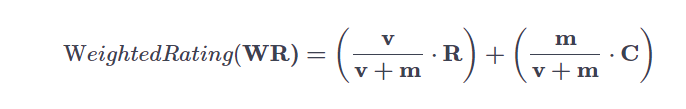 WeightedRating(WR) = (v / (v + m) · R) + (m / (v + m) · C)